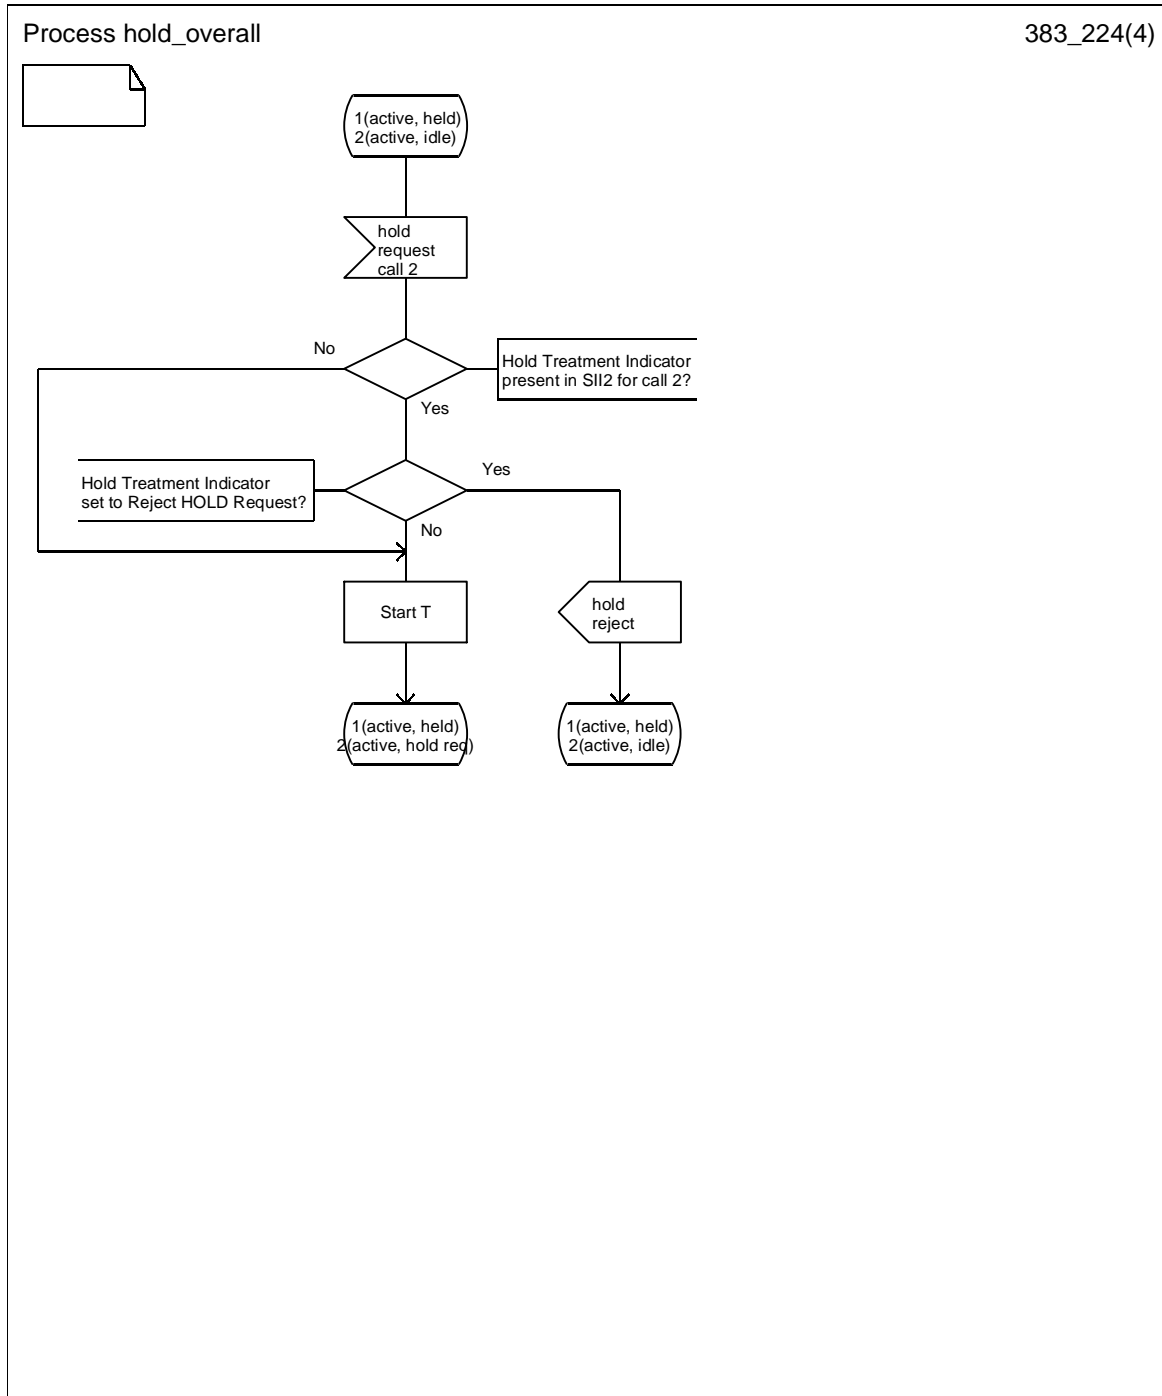 Process hold_overall
383_224(4)
1(active, held)
2(active, idle)
hold
request
call 2
No
Hold Treatment Indicator
present in SII2 for call 2?
Yes
Hold Treatment Indicator
set to Reject HOLD Request?
Yes
No
Start T
hold
reject
1(active, held)
2(active, hold req)
1(active, held)
2(active, idle)